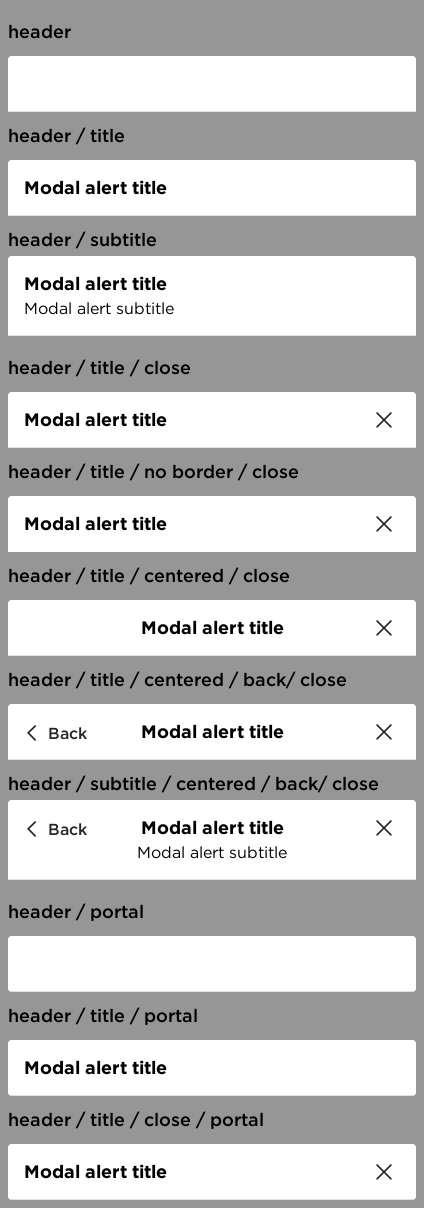 header
header / title
Modal alert title
header / subtitle
Modal alert title
Modal alert subtitle
header / title / close
Modal alert title
header / title / no border / close
Modal alert title
header / title / centered / close
Modal alert title
header / title / centered / back/ close
Back Modal alert title
header / subtitle / centered / back/ close
Back Modal alert title
Modal alert subtitle
header / portal
header / title / portal
Modal alert title
header / title / close / portal
Modal alert title